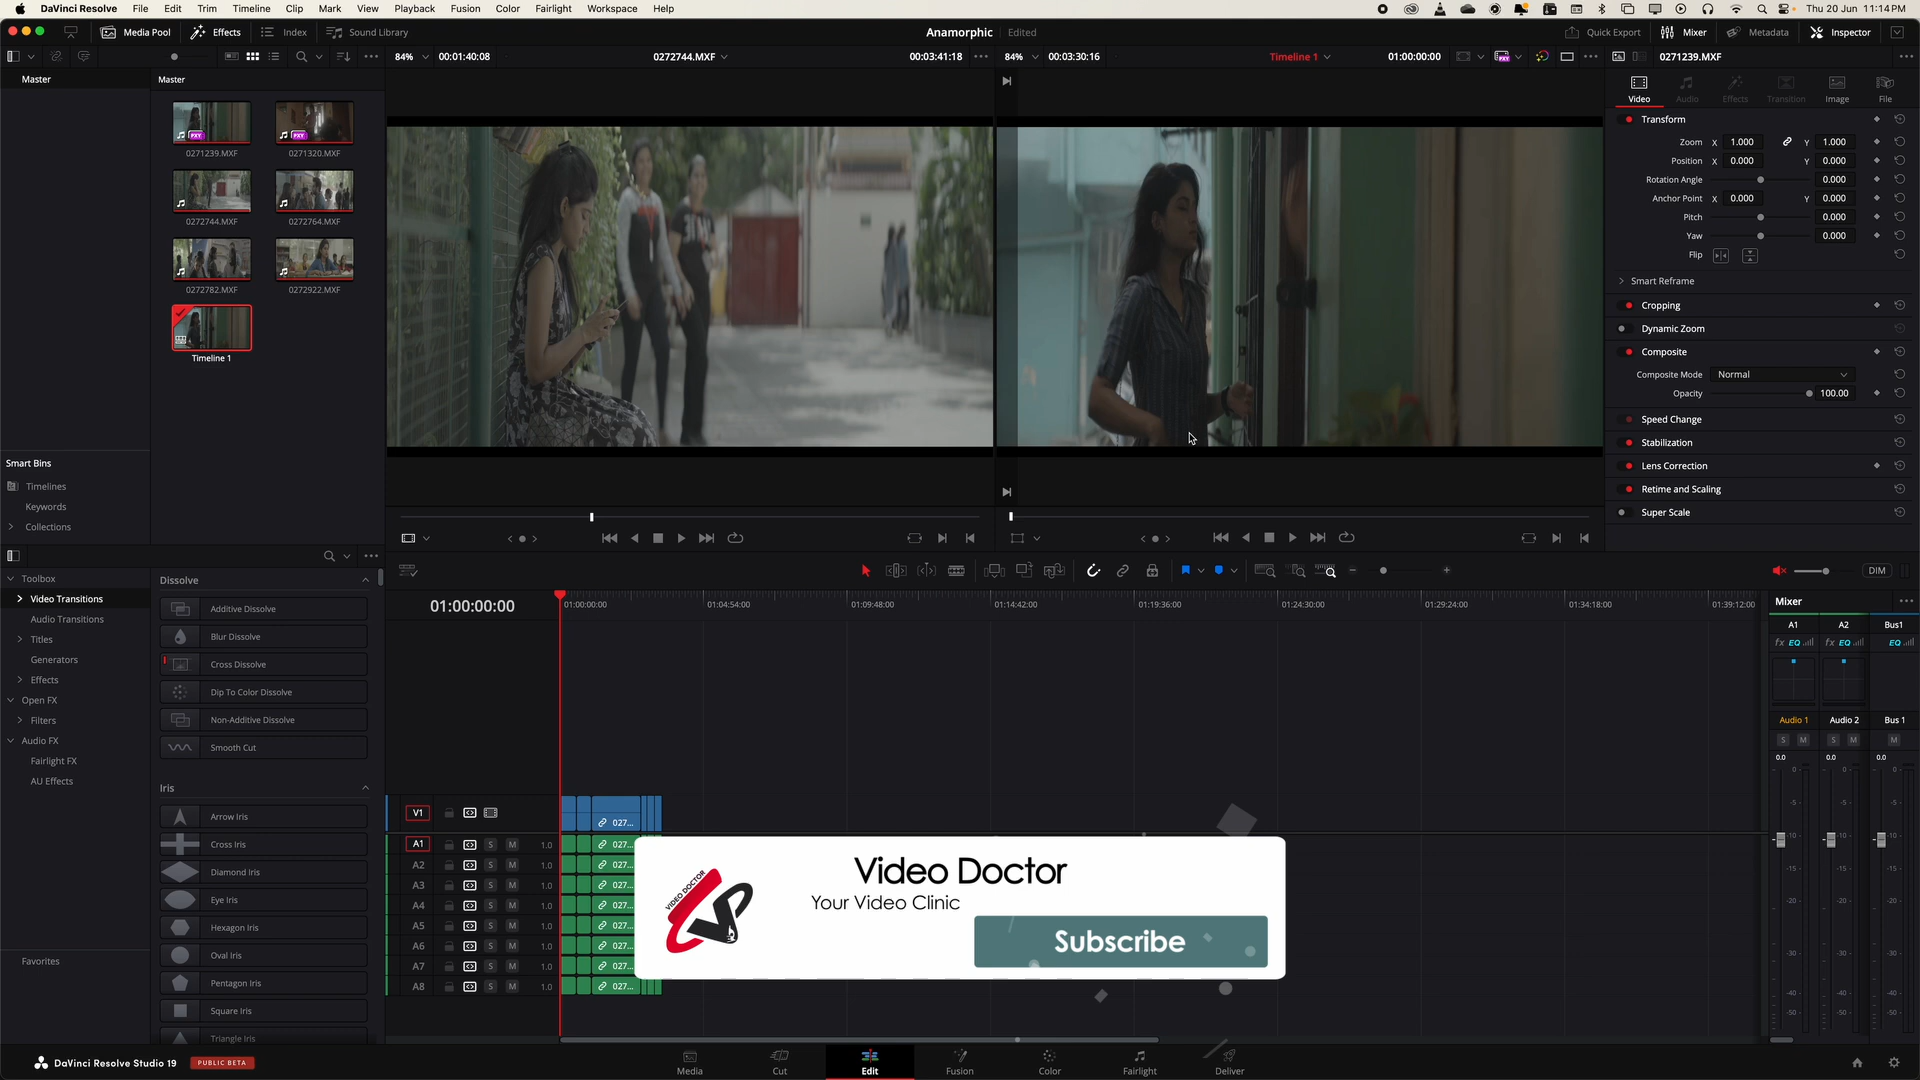 DaVinci Resolve File Edit Trim Timeline Clip Mark View Playback Fusion Color Fairlight Workspace Help Thu 20 Jun 11:14 PM
Media Pool Effects Index Sound Library Anamorphic Edited Quick Export Mixer Metadata Inspector
84% 00:01:40:08 0272744.MXF 00:03:41:18 84% 00:03:30:16 Timeline 1 01:00:00:00 0271239.MXF
Master Master
Video Audio Effects Transition Image File
PXY PXY
0271239.MXF 0271320.MXF
0272744.MXF 0272764.MXF
0272782.MXF 0272922.MXF
Timeline 1
Transform
Zoom X 1.000 Y 1.000
Position X 0.000 Y 0.000
Rotation Angle 0.000
Anchor Point X 0.000 Y 0.000
Pitch 0.000
Yaw 0.000
Flip
Smart Reframe
Cropping
Dynamic Zoom
Composite
Composite Mode Normal
Opacity 100.00
Speed Change
Stabilization
Lens Correction
Retime and Scaling
Super Scale
Smart Bins
Timelines
Keywords
Collections
Toolbox
Video Transitions
Audio Transitions
Titles
Generators
Effects
Open FX
Filters
Audio FX
Fairlight FX
AU Effects
Favorites
Dissolve
Additive Dissolve
Blur Dissolve
Cross Dissolve
Dip To Color Dissolve
Non-Additive Dissolve
Smooth Cut
Iris
Arrow Iris
Cross Iris
Diamond Iris
Eye Iris
Hexagon Iris
Oval Iris
Pentagon Iris
Square Iris
Triangle Iris
DIM
01:00:00:00 01:00:00:00 01:04:54:00 01:09:48:00 01:14:42:00 01:19:36:00 01:24:30:00 01:29:24:00 01:34:18:00 01:39:12:00
V1 027...
A1 S M 1.0 027...
A2 S M 1.0 027...
A3 S M 1.0 027...
A4 S M 1.0 027...
A5 S M 1.0 027...
A6 S M 1.0 027...
A7 S M 1.0 027...
A8 S M 1.0 027...
VIDEO DOCTOR
Video Doctor
Your Video Clinic
Subscribe
Mixer
A1 A2 Bus1
fx EQ fx EQ EQ
Audio 1 Audio 2 Bus 1
S M S M M
0.0 0.0 0.0
0 0 0
-5 -5 -5
-10 -10 -10
-15 -15 -15
-20 -20 -20
-30 -30 -30
-40 -40 -40
-50 -50 -50
DaVinci Resolve Studio 19 PUBLIC BETA
Media Cut Edit Fusion Color Fairlight Deliver